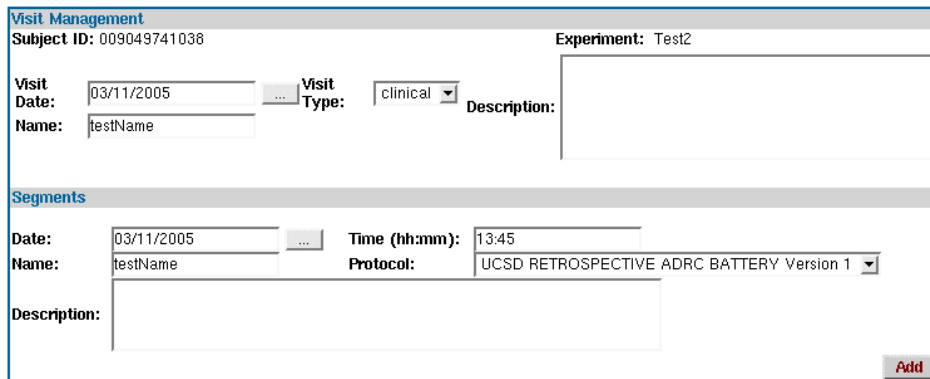 Visit Management
Subject ID: 009049741038 Experiment: Test2
Visit Date: 03/11/2005 ... Visit Type: clinical Description:
Name: testName
Segments
Date: 03/11/2005 ... Time (hh:mm): 13:45
Name: testName Protocol: UCSD RETROSPECTIVE ADRC BATTERY Version 1
Description:
Add